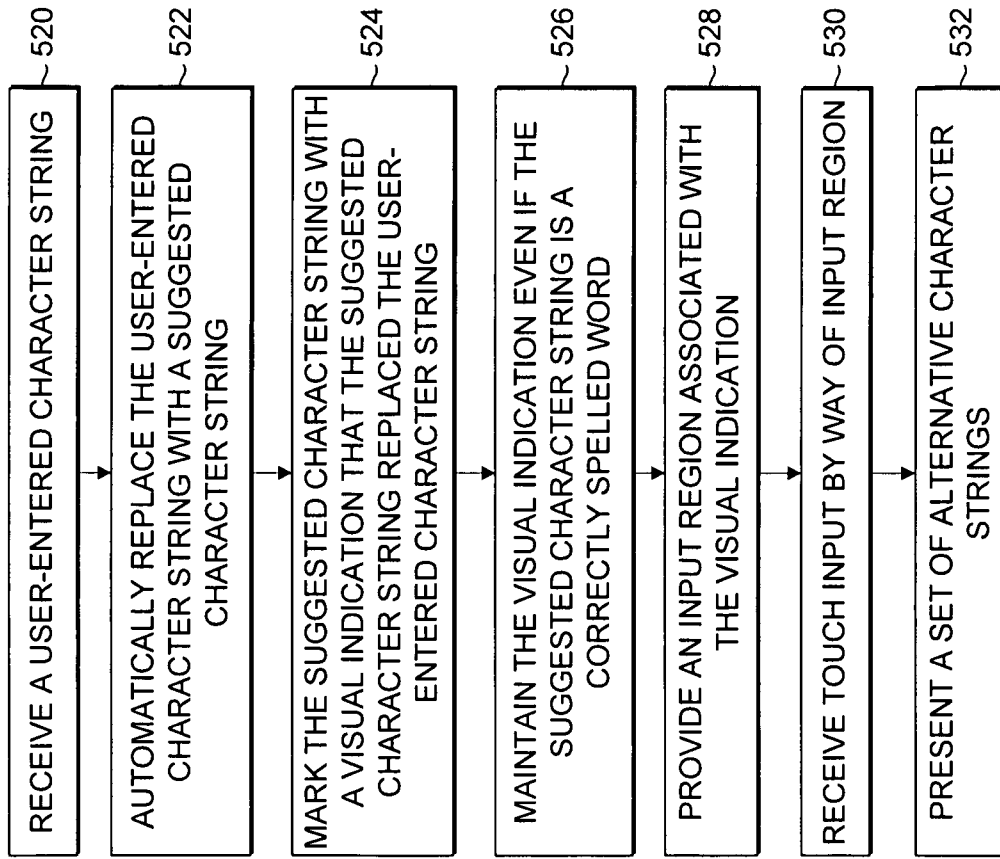 RECEIVE A USER-ENTERED CHARACTER STRING
520
AUTOMATICALLY REPLACE THE USER-ENTERED
CHARACTER STRING WITH A SUGGESTED
CHARACTER STRING
522
MARK THE SUGGESTED CHARACTER STRING WITH
A VISUAL INDICATION THAT THE SUGGESTED
CHARACTER STRING REPLACED THE USER-
ENTERED CHARACTER STRING
524
MAINTAIN THE VISUAL INDICATION EVEN IF THE
SUGGESTED CHARACTER STRING IS A
CORRECTLY SPELLED WORD
526
PROVIDE AN INPUT REGION ASSOCIATED WITH
THE VISUAL INDICATION
528
RECEIVE TOUCH INPUT BY WAY OF INPUT REGION
530
PRESENT A SET OF ALTERNATIVE CHARACTER
STRINGS
532